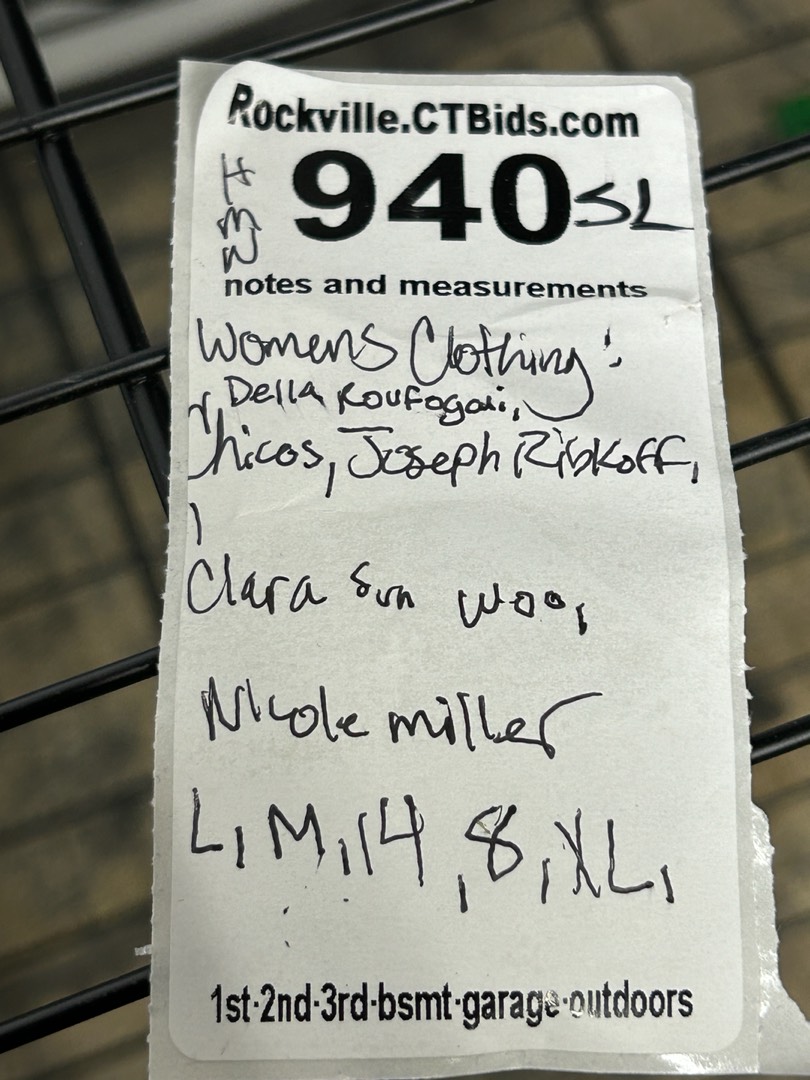 Rockville.CTBids.com
940 SL
notes and measurements
Womens Clothing:
Della Roufogali,
Chicos, Joseph Ribkoff,
Clara Sun Woo,
Nicole miller
L, M, 14, 8, XL,
1st·2nd·3rd·bsmt·garage·outdoors